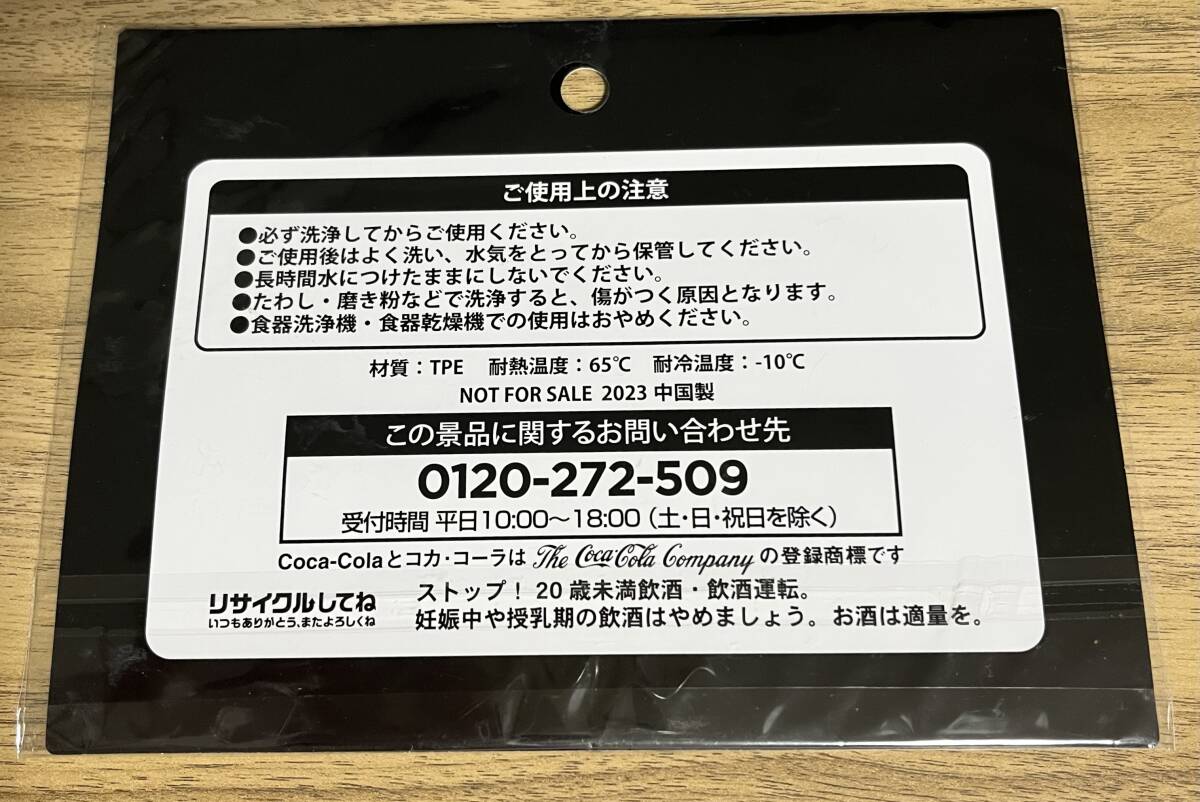 ご使用上の注意
●必ず洗浄してからご使用ください。
●ご使用後はよく洗い、水気をとってから保管してください。
●長時間水につけたままにしないでください。
●たわし・磨き粉などで洗浄すると、傷がつく原因となります。
●食器洗浄機・食器乾燥機での使用はおやめください。
材質：TPE 耐熱温度：65℃ 耐冷温度：-10℃
NOT FOR SALE 2023 中国製
この景品に関するお問い合わせ先
0120-272-509
受付時間 平日10:00〜18:00（土・日・祝日を除く）
Coca-Colaとコカ・コーラは The Coca-Cola Company の登録商標です
リサイクルしてね
いつもありがとう、またよろしくね
ストップ！ 20歳未満飲酒・飲酒運転。
妊娠中や授乳期の飲酒はやめましょう。お酒は適量を。